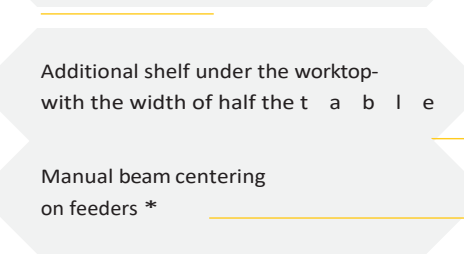 Additional shelf under the worktop-
with the width of half the t a b l e
Manual beam centering
on feeders *